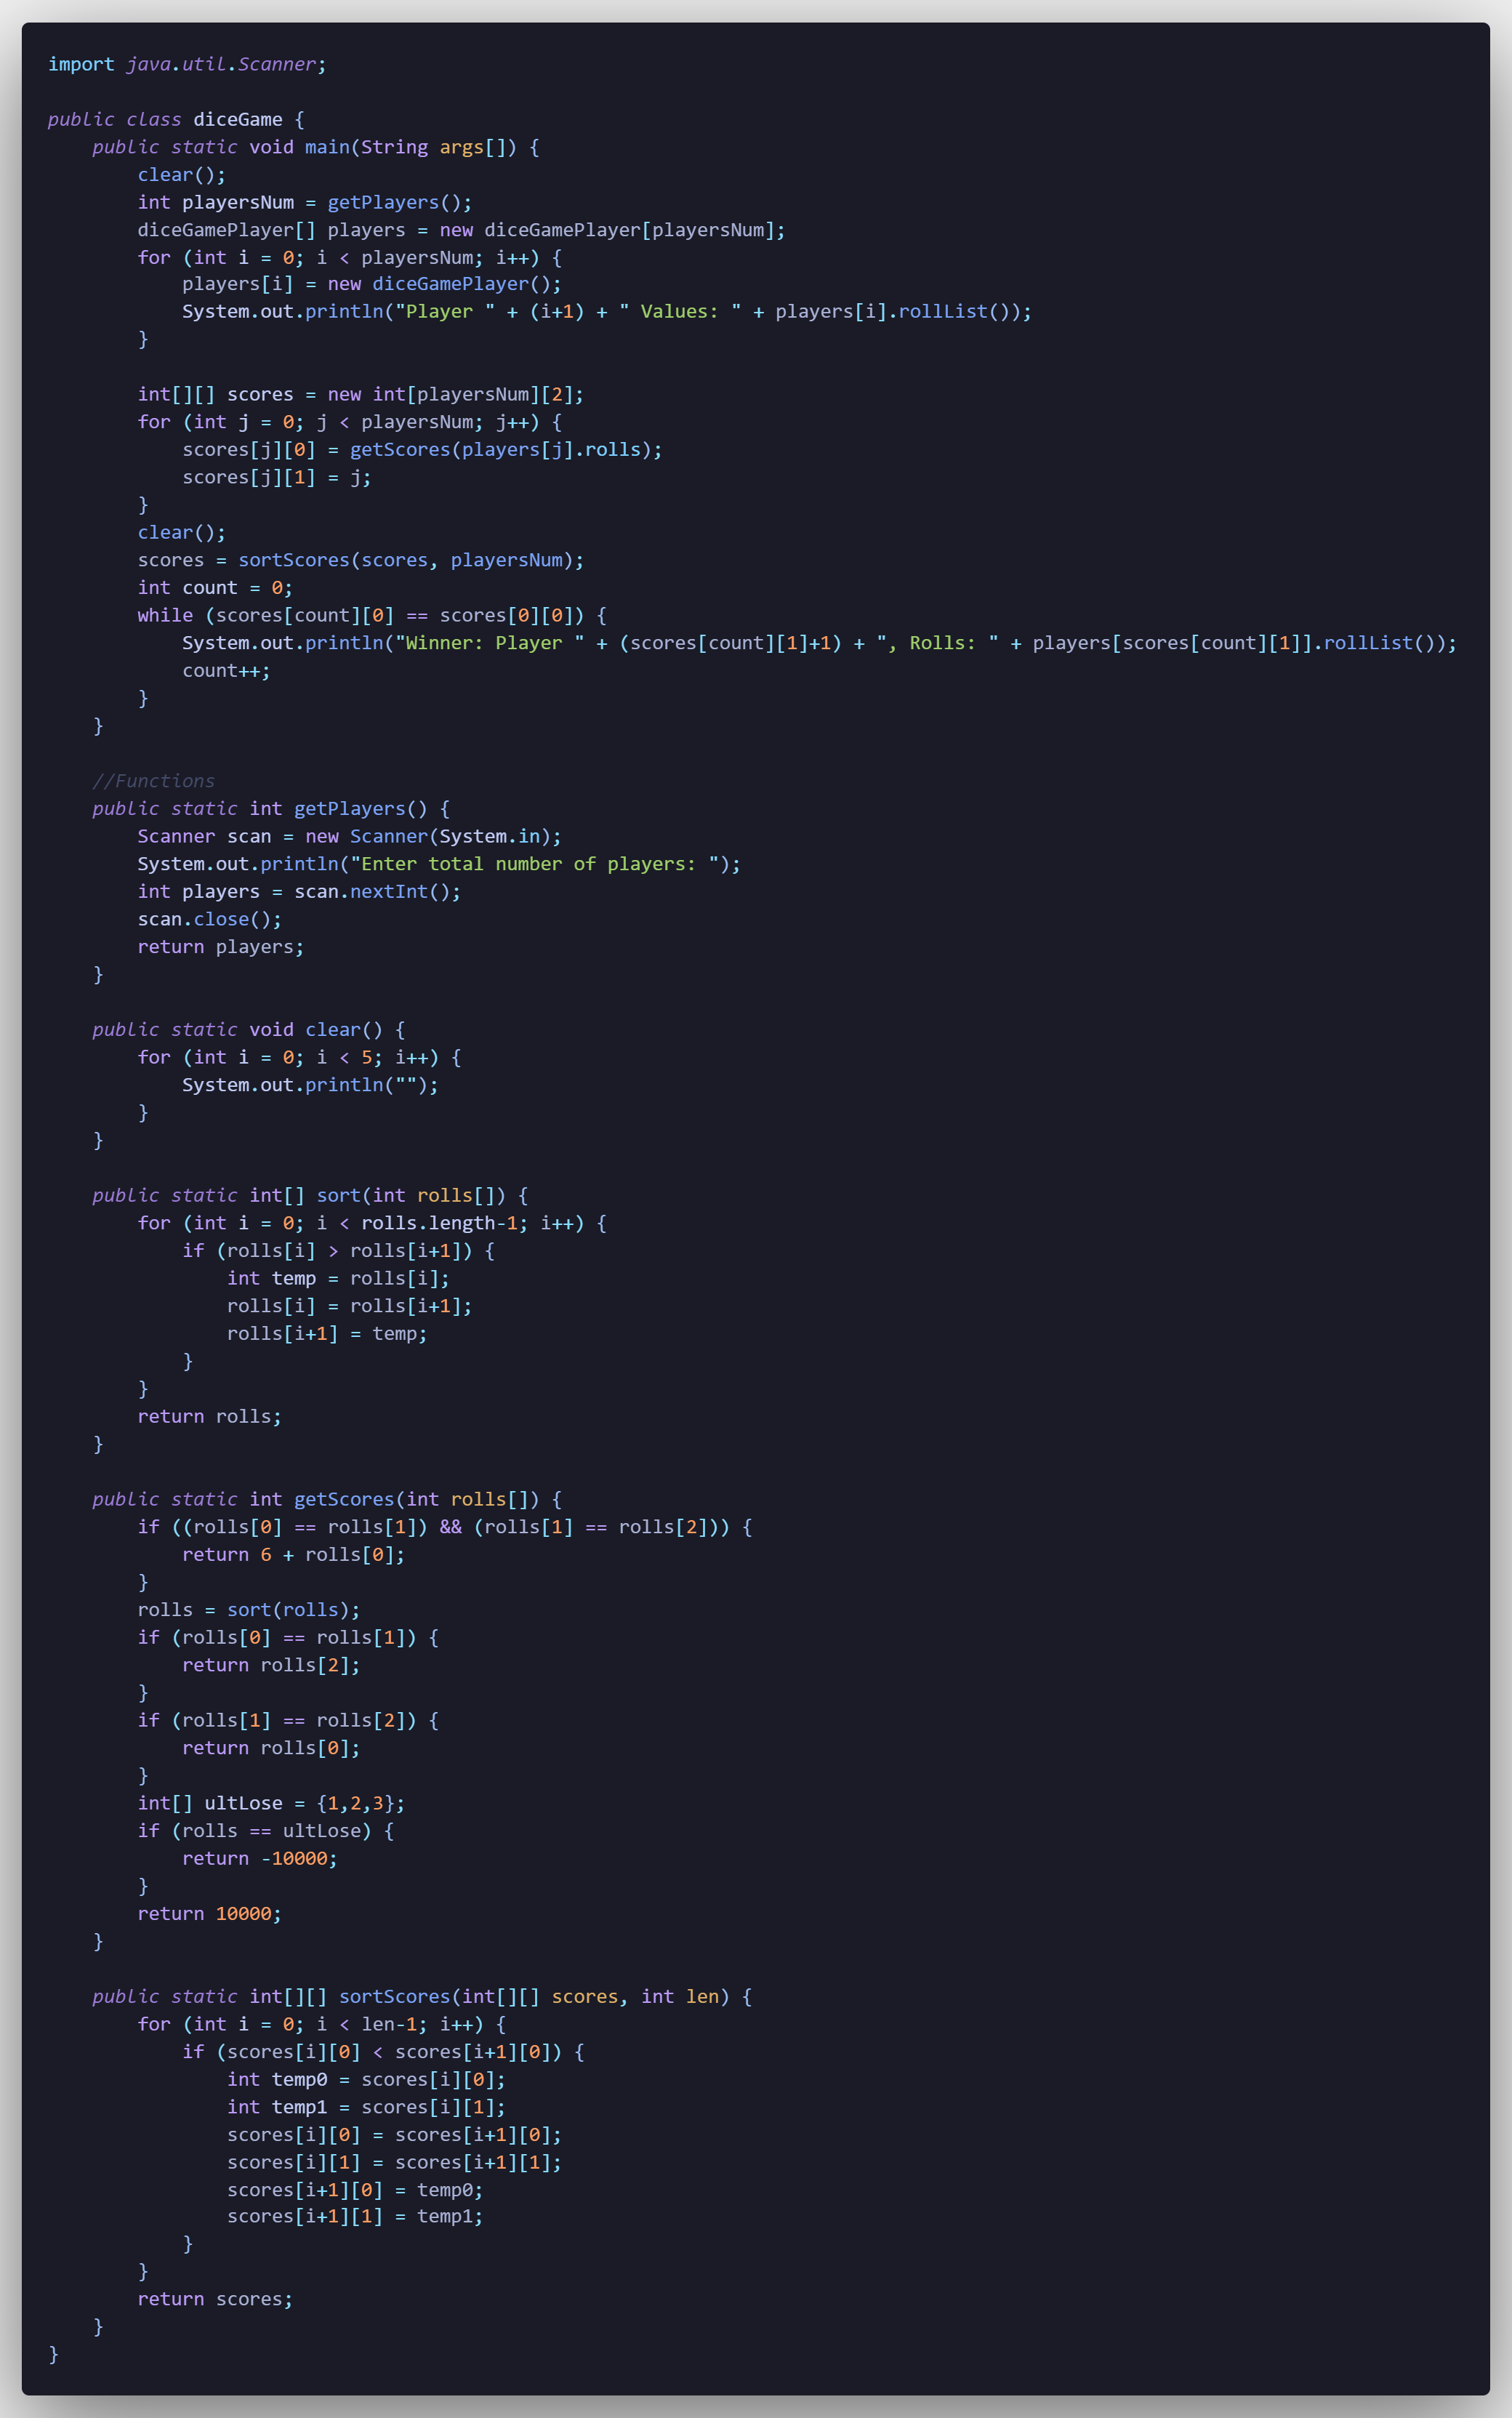 import java.util.Scanner;

public class diceGame {
    public static void main(String args[]) {
        clear();
        int playersNum = getPlayers();
        diceGamePlayer[] players = new diceGamePlayer[playersNum];
        for (int i = 0; i < playersNum; i++) {
            players[i] = new diceGamePlayer();
            System.out.println("Player " + (i+1) + " Values: " + players[i].rollList());
        }

        int[][] scores = new int[playersNum][2];
        for (int j = 0; j < playersNum; j++) {
            scores[j][0] = getScores(players[j].rolls);
            scores[j][1] = j;
        }
        clear();
        scores = sortScores(scores, playersNum);
        int count = 0;
        while (scores[count][0] == scores[0][0]) {
            System.out.println("Winner: Player " + (scores[count][1]+1) + ", Rolls: " + players[scores[count][1]].rollList());
            count++;
        }
    }

    //Functions
    public static int getPlayers() {
        Scanner scan = new Scanner(System.in);
        System.out.println("Enter total number of players: ");
        int players = scan.nextInt();
        scan.close();
        return players;
    }

    public static void clear() {
        for (int i = 0; i < 5; i++) {
            System.out.println("");
        }
    }

    public static int[] sort(int rolls[]) {
        for (int i = 0; i < rolls.length-1; i++) {
            if (rolls[i] > rolls[i+1]) {
                int temp = rolls[i];
                rolls[i] = rolls[i+1];
                rolls[i+1] = temp;
            }
        }
        return rolls;
    }

    public static int getScores(int rolls[]) {
        if ((rolls[0] == rolls[1]) && (rolls[1] == rolls[2])) {
            return 6 + rolls[0];
        }
        rolls = sort(rolls);
        if (rolls[0] == rolls[1]) {
            return rolls[2];
        }
        if (rolls[1] == rolls[2]) {
            return rolls[0];
        }
        int[] ultLose = {1,2,3};
        if (rolls == ultLose) {
            return -10000;
        }
        return 10000;
    }

    public static int[][] sortScores(int[][] scores, int len) {
        for (int i = 0; i < len-1; i++) {
            if (scores[i][0] < scores[i+1][0]) {
                int temp0 = scores[i][0];
                int temp1 = scores[i][1];
                scores[i][0] = scores[i+1][0];
                scores[i][1] = scores[i+1][1];
                scores[i+1][0] = temp0;
                scores[i+1][1] = temp1;
            }
        }
        return scores;
    }
}